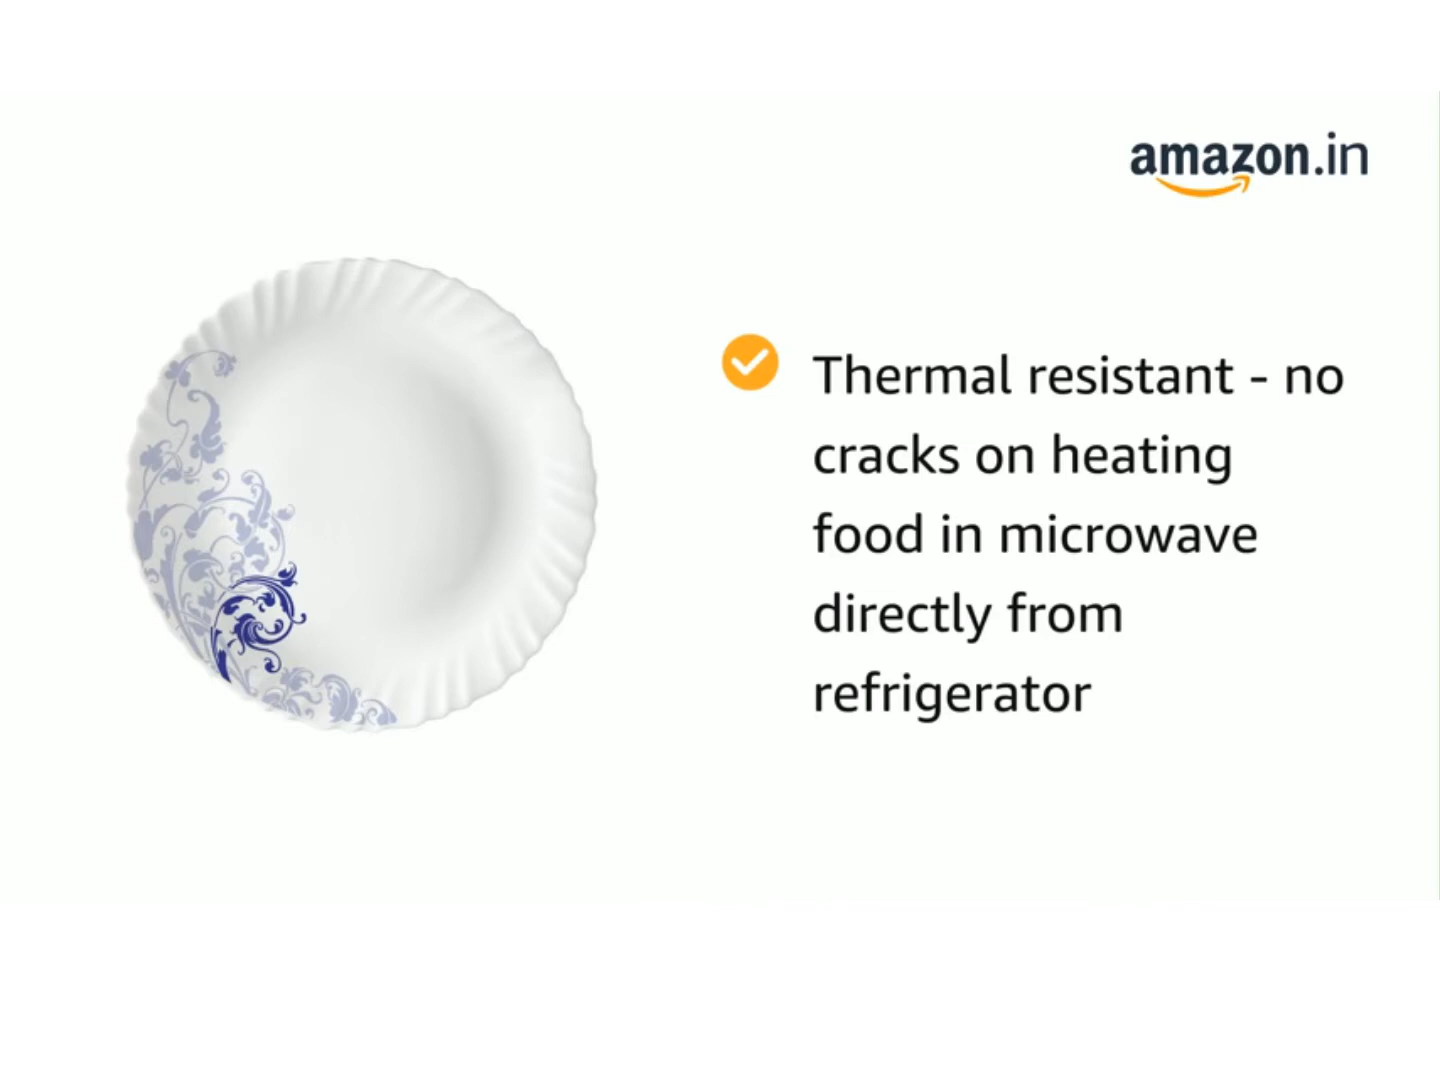 amazon.in
Thermal resistant - no
cracks on heating
food in microwave
directly from
refrigerator